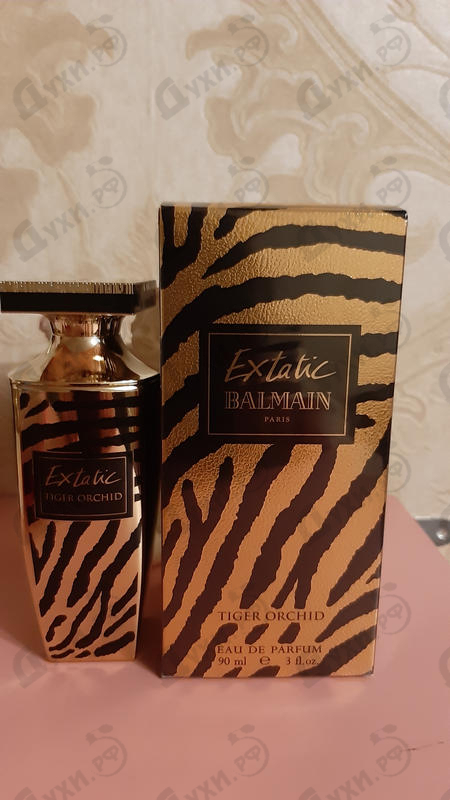 Extatic
BALMAIN
PARIS
TIGER ORCHID
EAU DE PARFUM
90 ml e 3 fl.oz.
Extatic
TIGER ORCHID
Духи.РФ